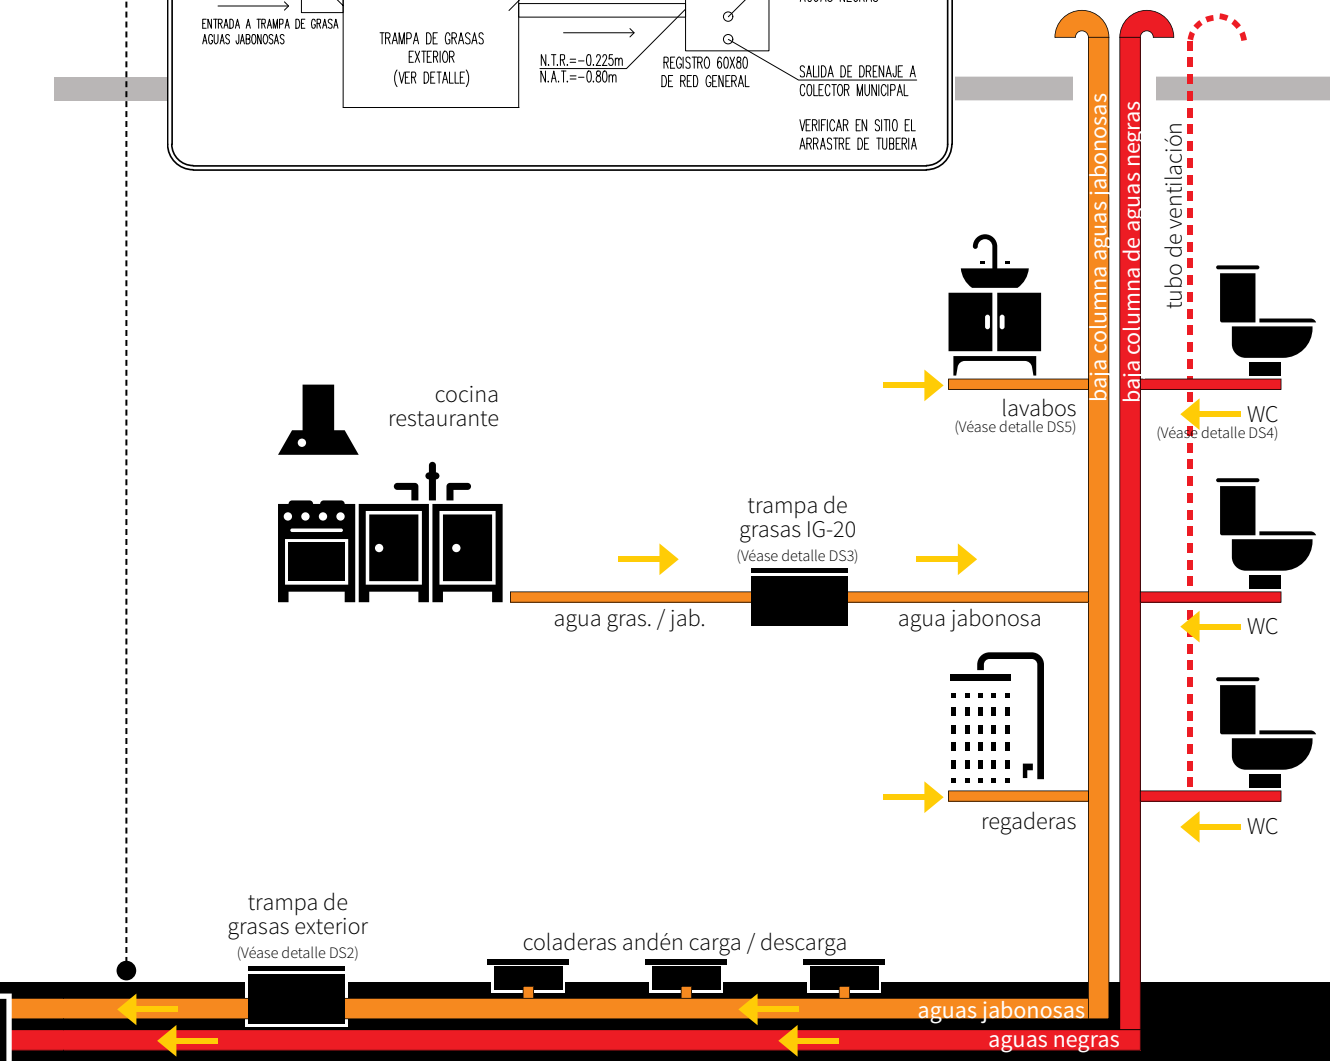 AGUAS NEGRAS
ENTRADA A TRAMPA DE GRASA
AGUAS JABONOSAS
TRAMPA DE GRASAS
EXTERIOR
(VER DETALLE)
N.T.R.=-0.225m
N.A.T.=-0.80m
REGISTRO 60X80
DE RED GENERAL
SALIDA DE DRENAJE A
COLECTOR MUNICIPAL
VERIFICAR EN SITIO EL
ARRASTRE DE TUBERIA
baja columna aguas jabonosas
baja columna de aguas negras
tubo de ventilación
cocina
restaurante
lavabos
(Véase detalle DS5)
WC
(Véase detalle DS4)
trampa de
grasas IG-20
(Véase detalle DS3)
agua gras. / jab.
agua jabonosa
WC
regaderas
WC
trampa de
grasas exterior
(Véase detalle DS2)
coladeras andén carga / descarga
aguas jabonosas
aguas negras